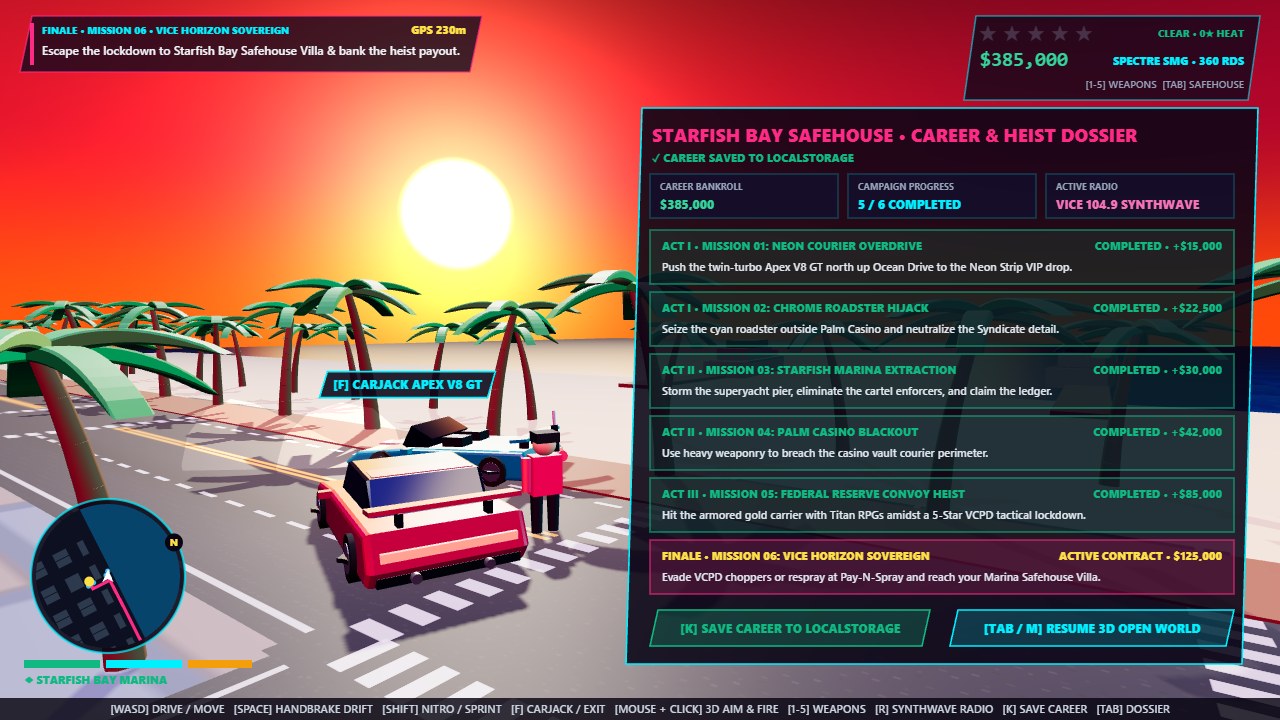 FINALE • MISSION 06 • VICE HORIZON SOVEREIGN GPS 230m
Escape the lockdown to Starfish Bay Safehouse Villa & bank the heist payout.
★★★★★ CLEAR • 0★ HEAT
$385,000 SPECTRE SMG • 360 RDS
[1-5] WEAPONS [TAB] SAFEHOUSE
STARFISH BAY SAFEHOUSE • CAREER & HEIST DOSSIER
✓ CAREER SAVED TO LOCALSTORAGE
CAREER BANKROLL
$385,000
CAMPAIGN PROGRESS
5 / 6 COMPLETED
ACTIVE RADIO
VICE 104.9 SYNTHWAVE
ACT I • MISSION 01: NEON COURIER OVERDRIVE COMPLETED • +$15,000
Push the twin-turbo Apex V8 GT north up Ocean Drive to the Neon Strip VIP drop.
ACT I • MISSION 02: CHROME ROADSTER HIJACK COMPLETED • +$22,500
Seize the cyan roadster outside Palm Casino and neutralize the Syndicate detail.
ACT II • MISSION 03: STARFISH MARINA EXTRACTION COMPLETED • +$30,000
Storm the superyacht pier, eliminate the cartel enforcers, and claim the ledger.
ACT II • MISSION 04: PALM CASINO BLACKOUT COMPLETED • +$42,000
Use heavy weaponry to breach the casino vault courier perimeter.
ACT III • MISSION 05: FEDERAL RESERVE CONVOY HEIST COMPLETED • +$85,000
Hit the armored gold carrier with Titan RPGs amidst a 5-Star VCPD tactical lockdown.
FINALE • MISSION 06: VICE HORIZON SOVEREIGN ACTIVE CONTRACT • $125,000
Evade VCPD choppers or respray at Pay-N-Spray and reach your Marina Safehouse Villa.
[K] SAVE CAREER TO LOCALSTORAGE
[TAB / M] RESUME 3D OPEN WORLD
[F] CARJACK APEX V8 GT
N
⌖ STARFISH BAY MARINA
[WASD] DRIVE / MOVE [SPACE] HANDBRAKE DRIFT [SHIFT] NITRO / SPRINT [F] CARJACK / EXIT [MOUSE + CLICK] 3D AIM & FIRE [1-5] WEAPONS [R] SYNTHWAVE RADIO [K] SAVE CAREER [TAB] DOSSIER